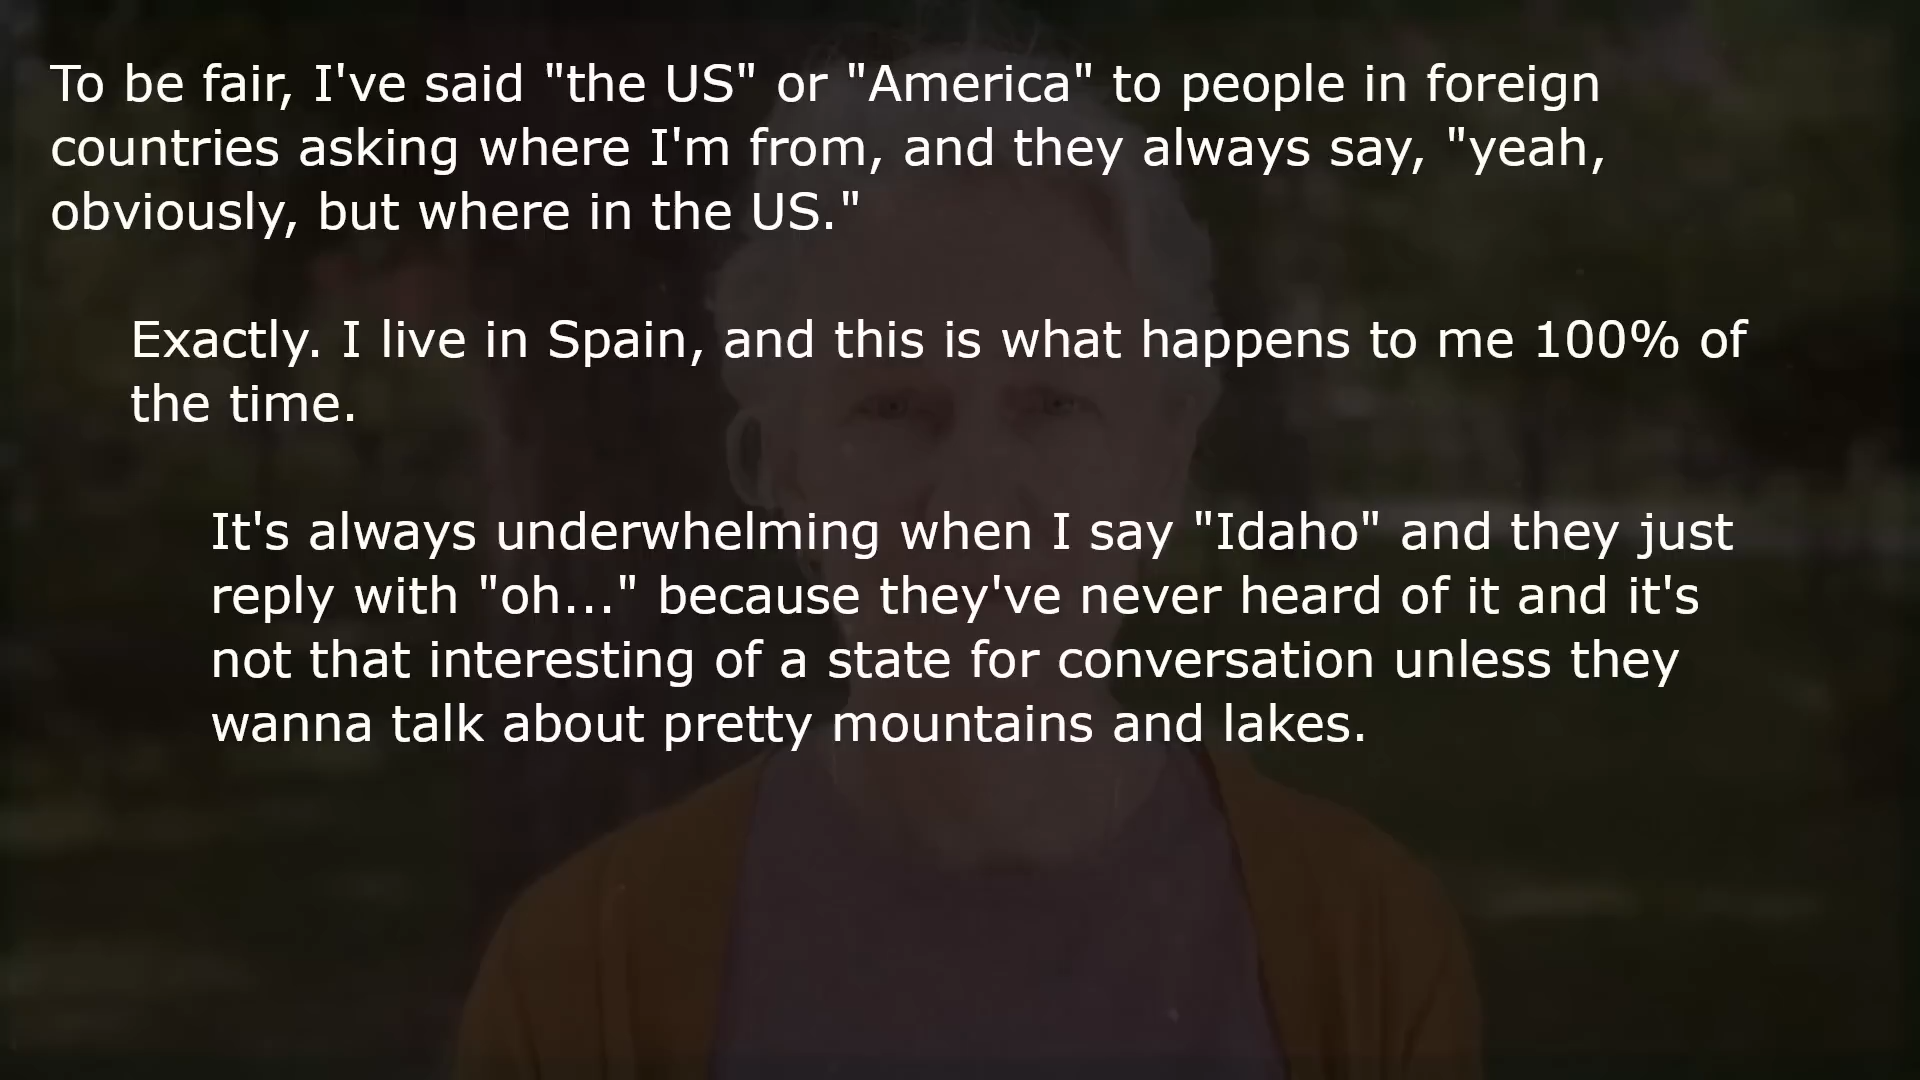 To be fair, I've said "the US" or "America" to people in foreign
countries asking where I'm from, and they always say, "yeah,
obviously, but where in the US."
Exactly. I live in Spain, and this is what happens to me 100% of
the time.
It's always underwhelming when I say "Idaho" and they just
reply with "oh..." because they've never heard of it and it's
not that interesting of a state for conversation unless they
wanna talk about pretty mountains and lakes.